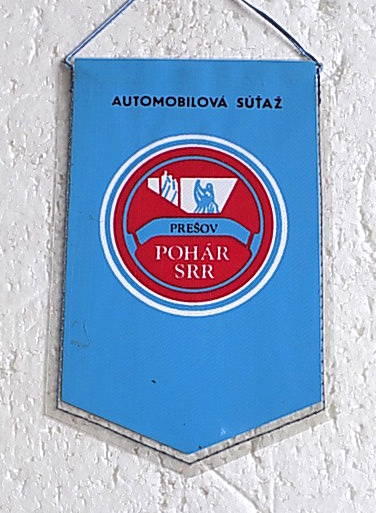 AUTOMOBILOVÁ SÚŤAŽ
PREŠOV
POHÁR
SRR